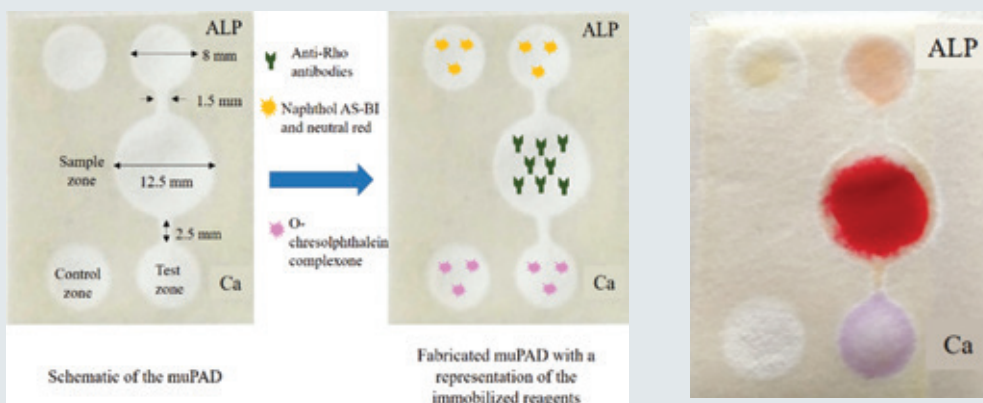 ALP
8 mm
1.5 mm
Sample
zone
12.5 mm
2.5 mm
Control
zone
Test
zone
Ca
Schematic of the muPAD
Anti-Rho
antibodies
Naphthol AS-BI
and neutral red
O-
chresolphthalein
complexone
ALP
Ca
Fabricated muPAD with a
representation of the
immobilized reagents
ALP
Ca